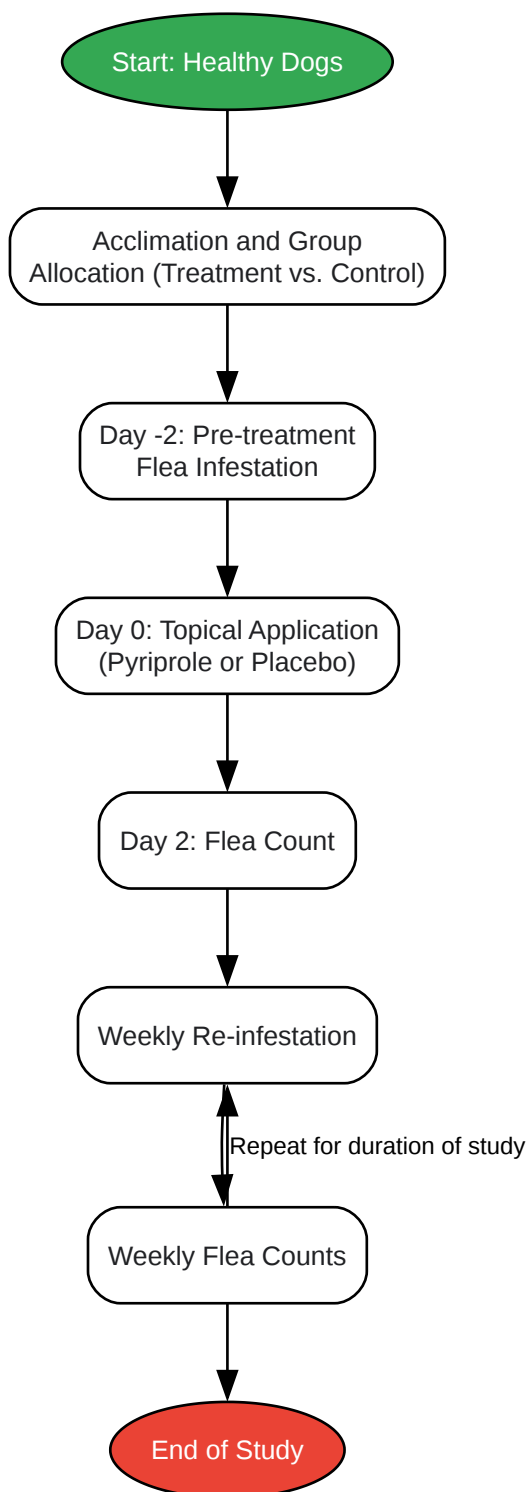 Start: Healthy Dogs
Acclimation and Group
Allocation (Treatment vs. Control)
Day -2: Pre-treatment
Flea Infestation
Day 0: Topical Application
(Pyriprole or Placebo)
Day 2: Flea Count
Weekly Re-infestation
Repeat for duration of study
Weekly Flea Counts
End of Study